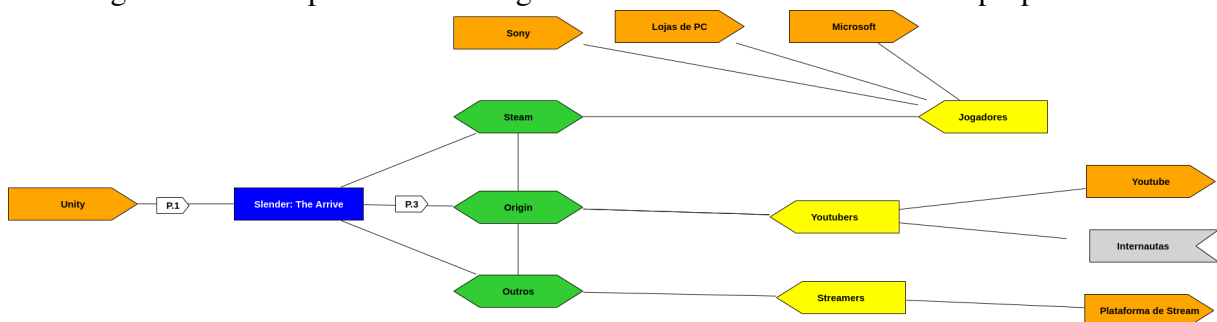 Sony
Lojas de PC
Microsoft
Steam
Jogadores
Unity
P.1
Slender: The Arrive
P.3
Origin
Youtubers
Youtube
Internautas
Outros
Streamers
Plataforma de Stream